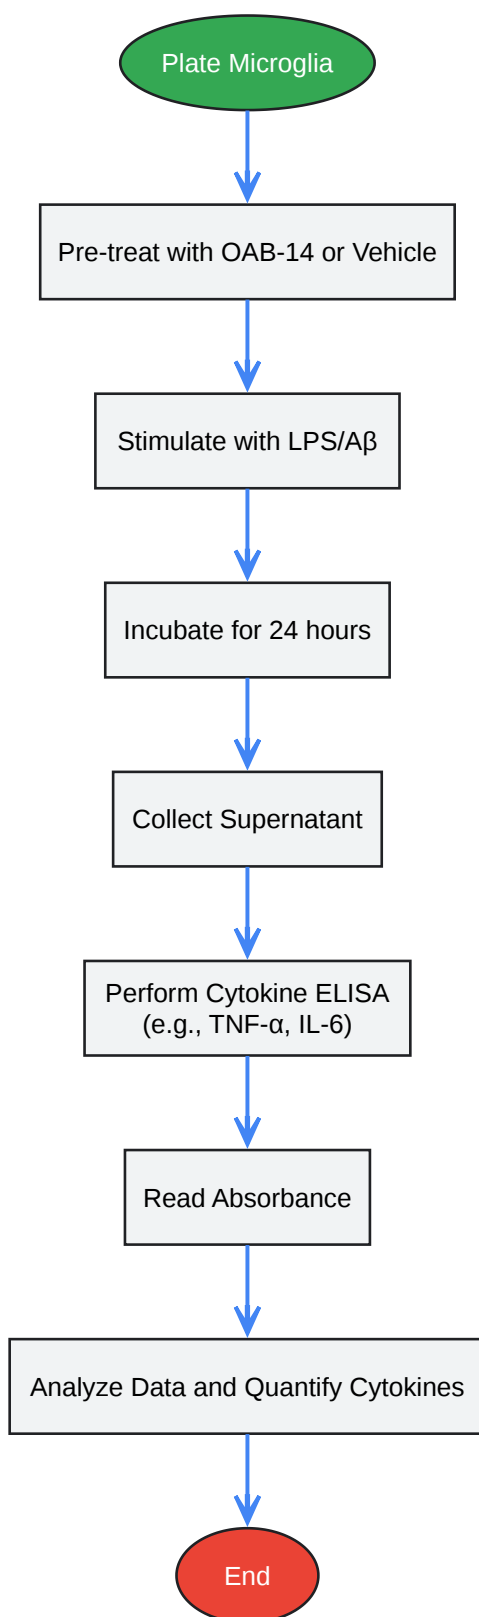 Plate Microglia
Pre-treat with OAB-14 or Vehicle
Stimulate with LPS/Aβ
Incubate for 24 hours
Collect Supernatant
Perform Cytokine ELISA
(e.g., TNF-α, IL-6)
Read Absorbance
Analyze Data and Quantify Cytokines
End